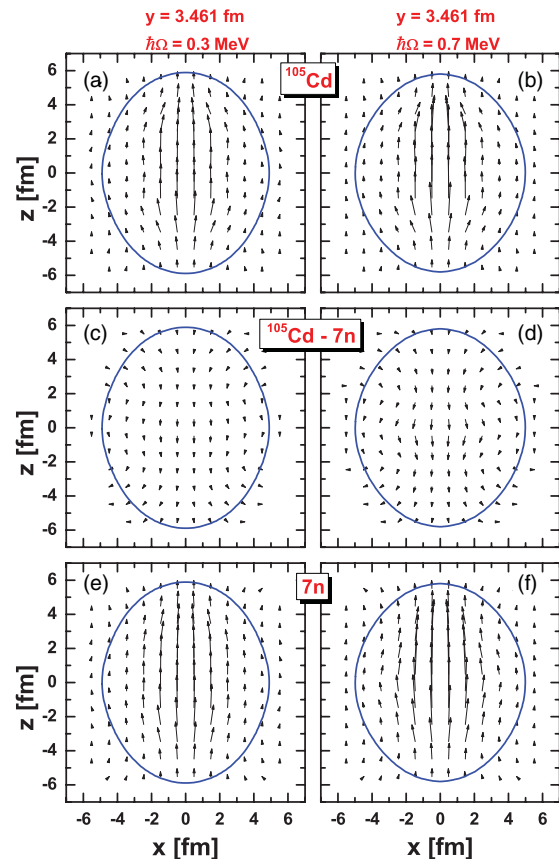 y = 3.461 fm y = 3.461 fm
ℏΩ = 0.3 MeV ℏΩ = 0.7 MeV
(a) ¹⁰⁵Cd (b)
6
4
2
0
-2
-4
-6
z [fm]
(c) ¹⁰⁵Cd - 7n (d)
6
4
2
0
-2
-4
-6
z [fm]
(e) 7n (f)
6
4
2
0
-2
-4
-6
z [fm]
-6 -4 -2 0 2 4 6 -6 -4 -2 0 2 4 6
x [fm] x [fm]